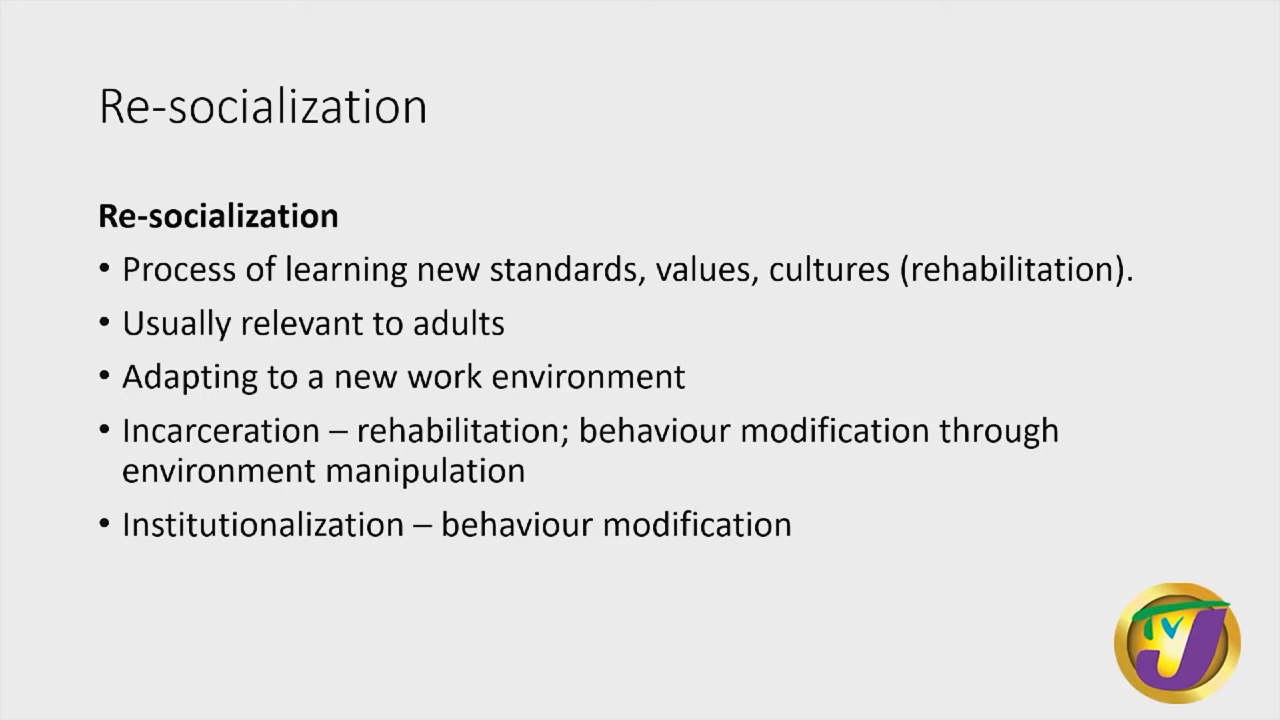 Re-socialization
Re-socialization
• Process of learning new standards, values, cultures (rehabilitation).
• Usually relevant to adults
• Adapting to a new work environment
• Incarceration – rehabilitation; behaviour modification through
environment manipulation
• Institutionalization – behaviour modification
TVJ